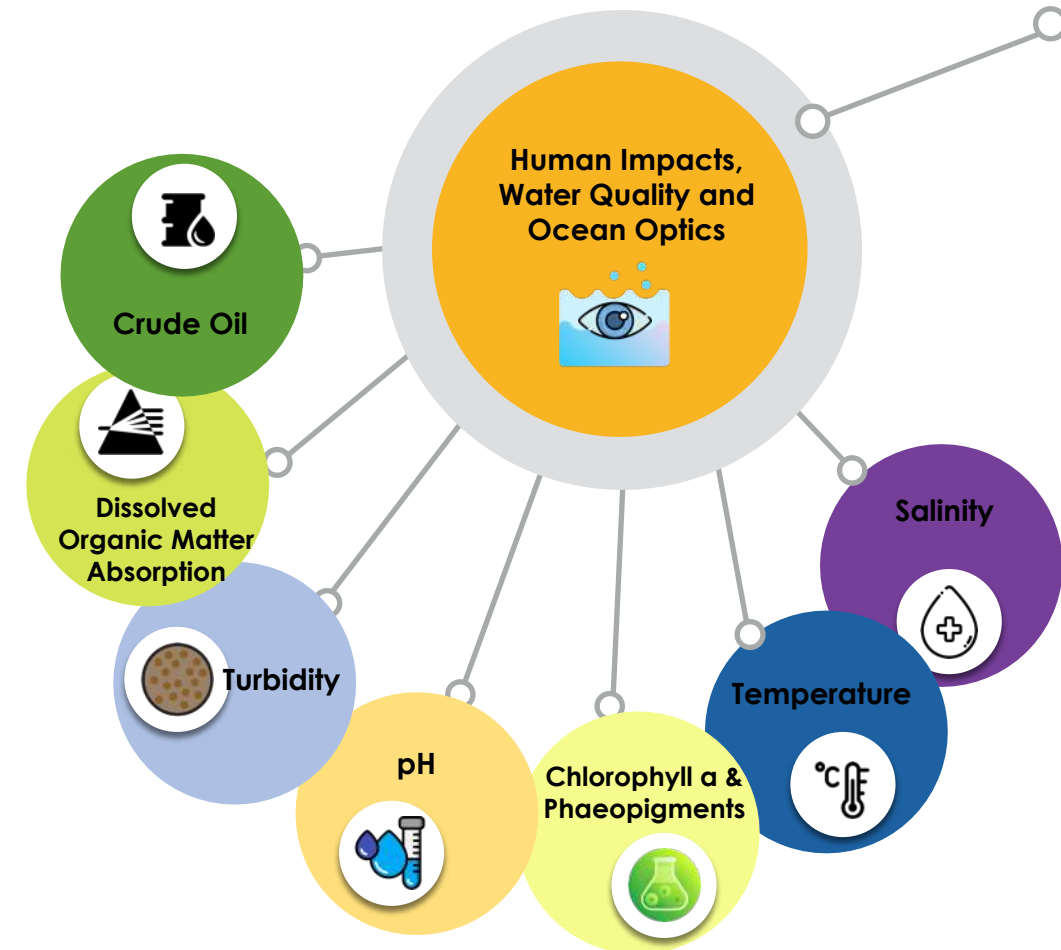 Human Impacts,
Water Quality and
Ocean Optics
Crude Oil
Dissolved
Organic Matter
Absorption
Turbidity
pH
Chlorophyll a &
Phaeopigments
Temperature
°C
Salinity